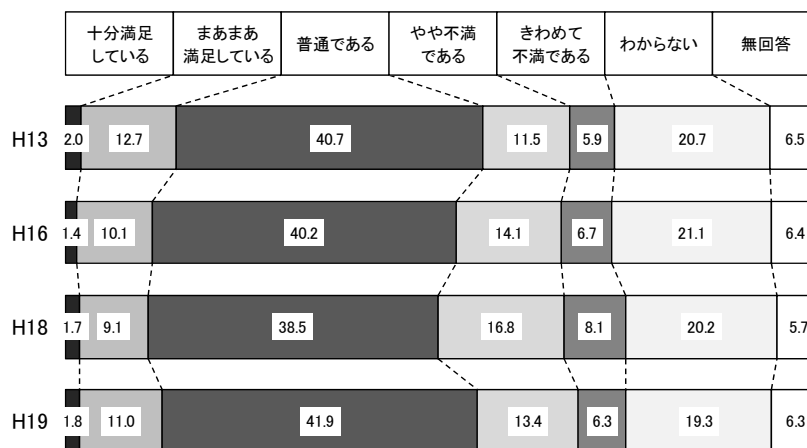 十分満足
している
まあまあ
満足している
普通である
やや不満
である
きわめて
不満である
わからない
無回答
H13 2.0 12.7 40.7 11.5 5.9 20.7 6.5
H16 1.4 10.1 40.2 14.1 6.7 21.1 6.4
H18 1.7 9.1 38.5 16.8 8.1 20.2 5.7
H19 1.8 11.0 41.9 13.4 6.3 19.3 6.3